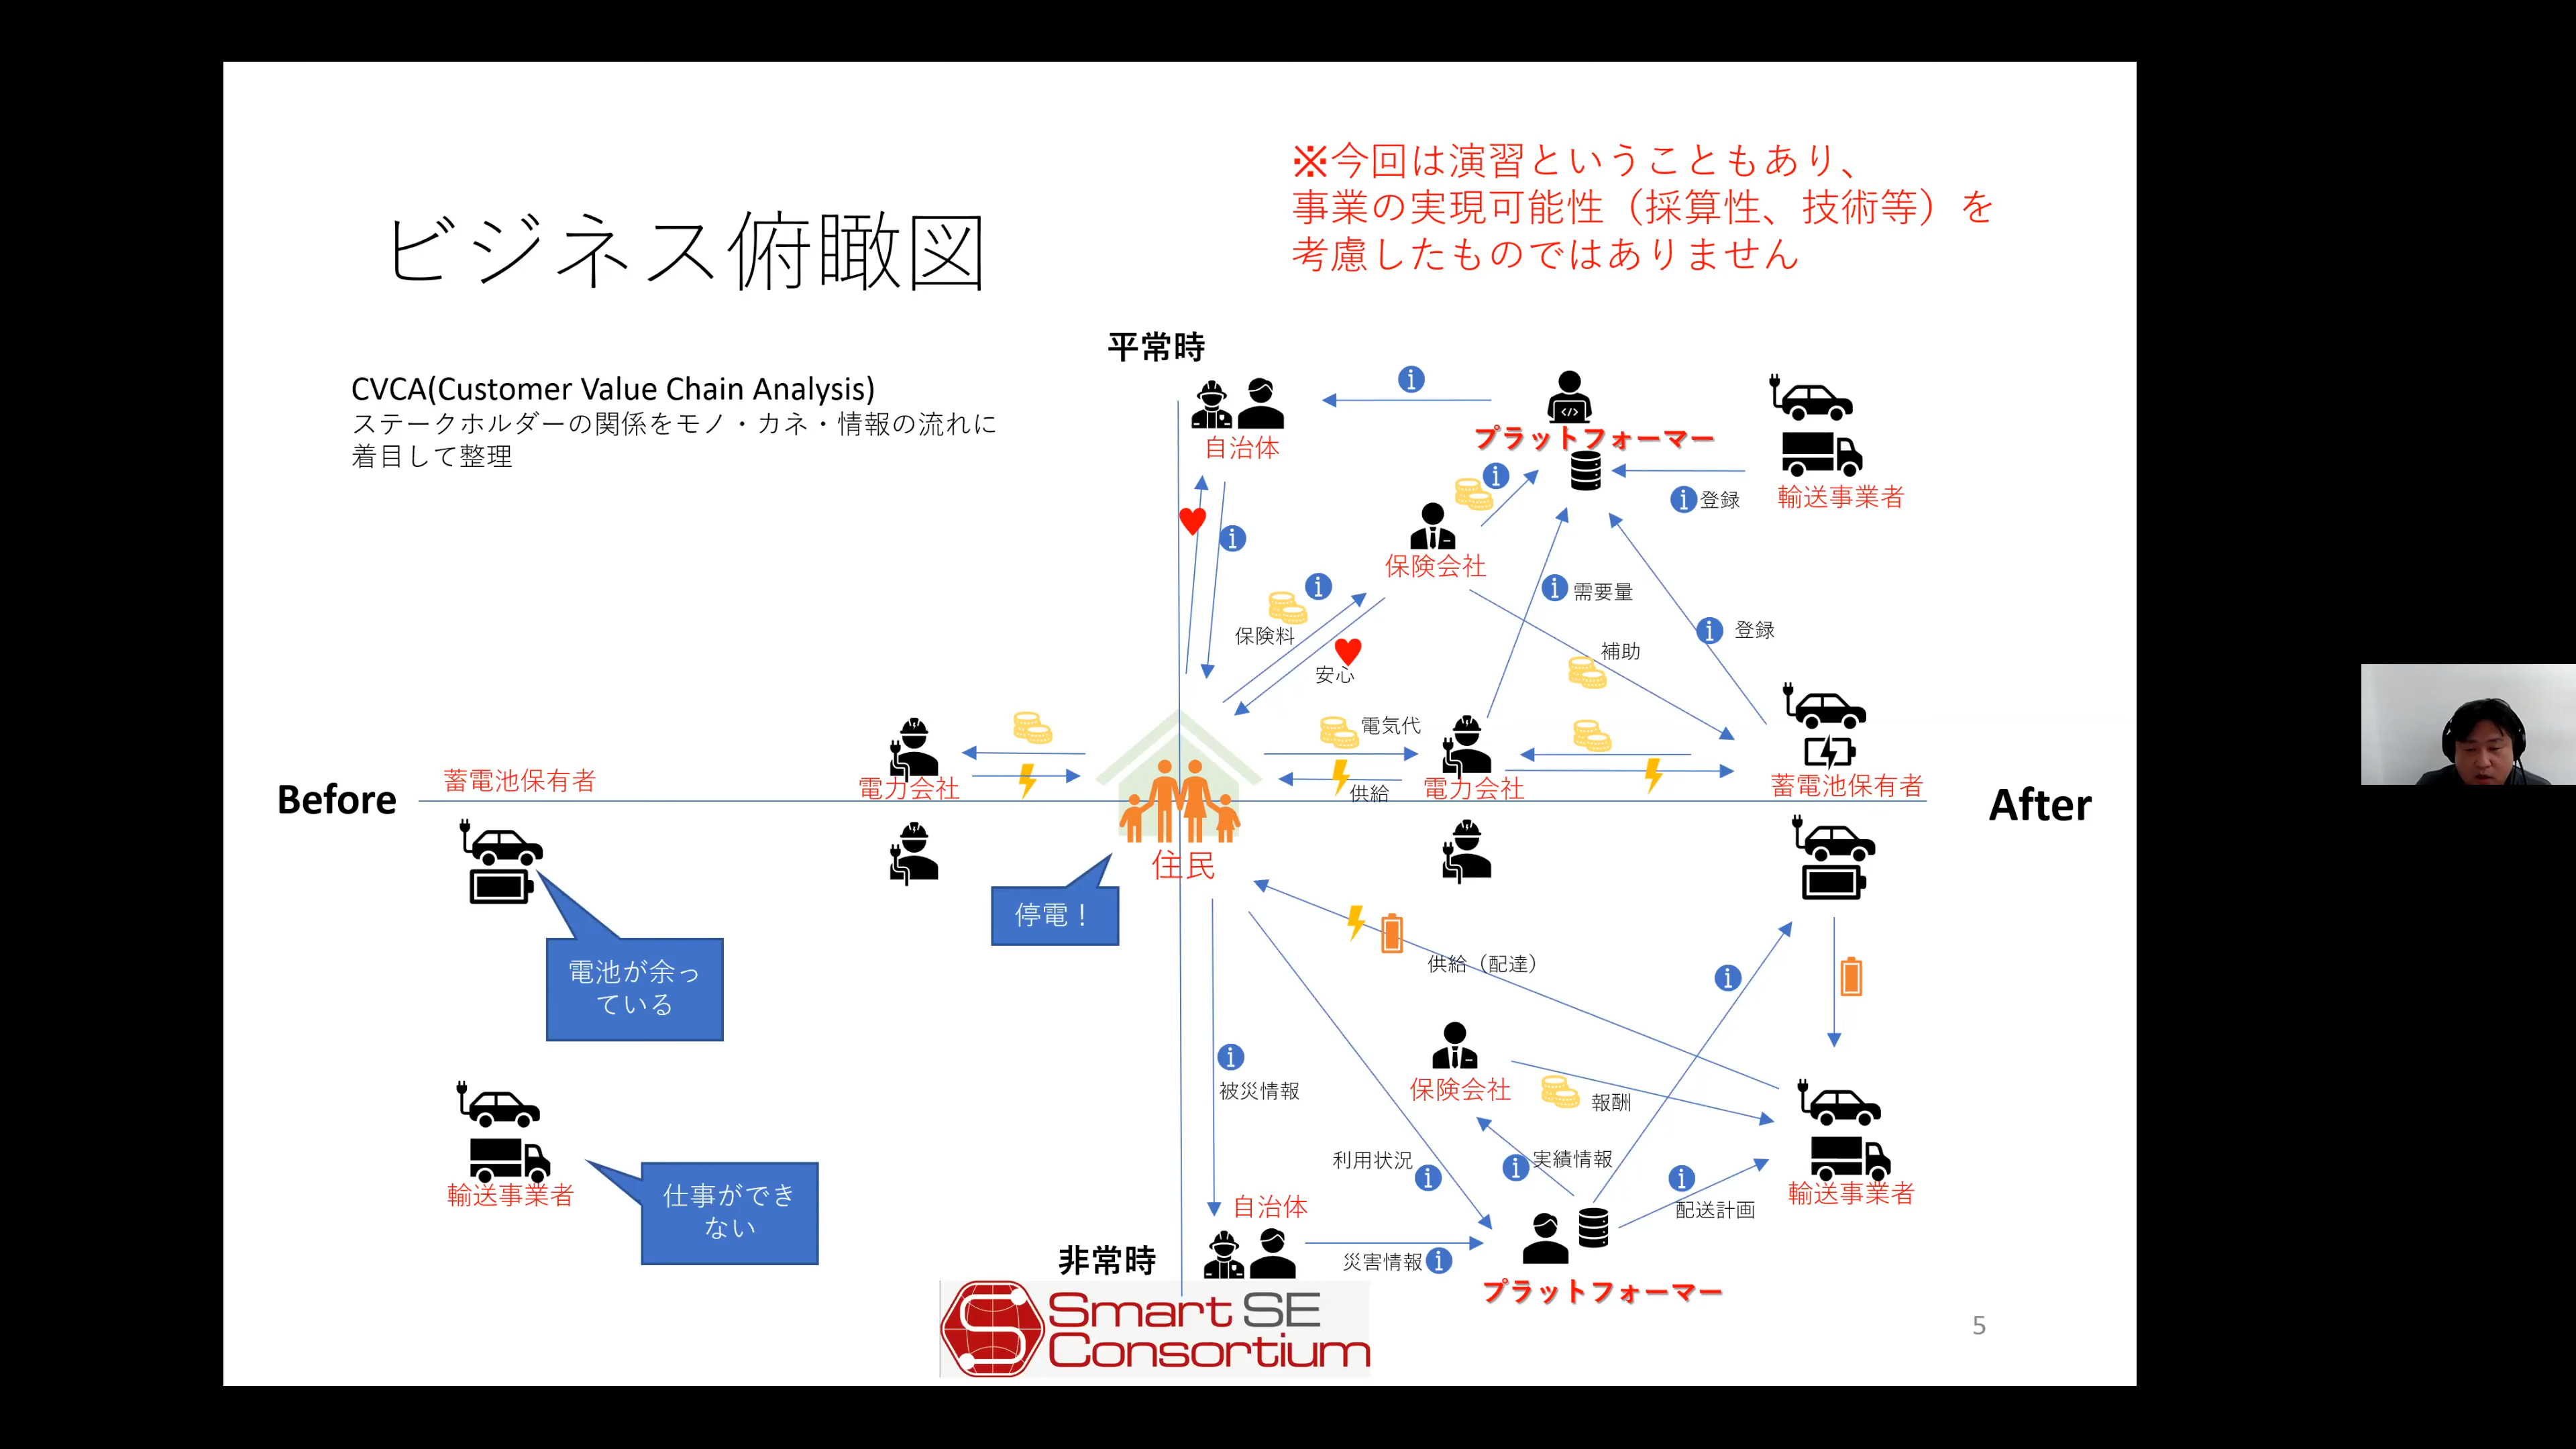 ※今回は演習ということもあり、
事業の実現可能性（採算性、技術等）を
考慮したものではありません
ビジネス俯瞰図
CVCA(Customer Value Chain Analysis)
ステークホルダーの関係をモノ・カネ・情報の流れに
着目して整理
平常時
自治体
i
プラットフォーマー
i
i 登録
輸送事業者
i
保険会社
i
保険料
安心
i 需要量
補助
i 登録
Before
蓄電池保有者
電力会社
電気代
供給
電力会社
蓄電池保有者
After
住民
停電！
電池が余っ
ている
供給（配達）
i
i
被災情報
保険会社
報酬
輸送事業者
仕事ができ
ない
利用状況
i
i 実績情報
i
配送計画
輸送事業者
自治体
非常時
災害情報 i
プラットフォーマー
Smart SE
Consortium
5